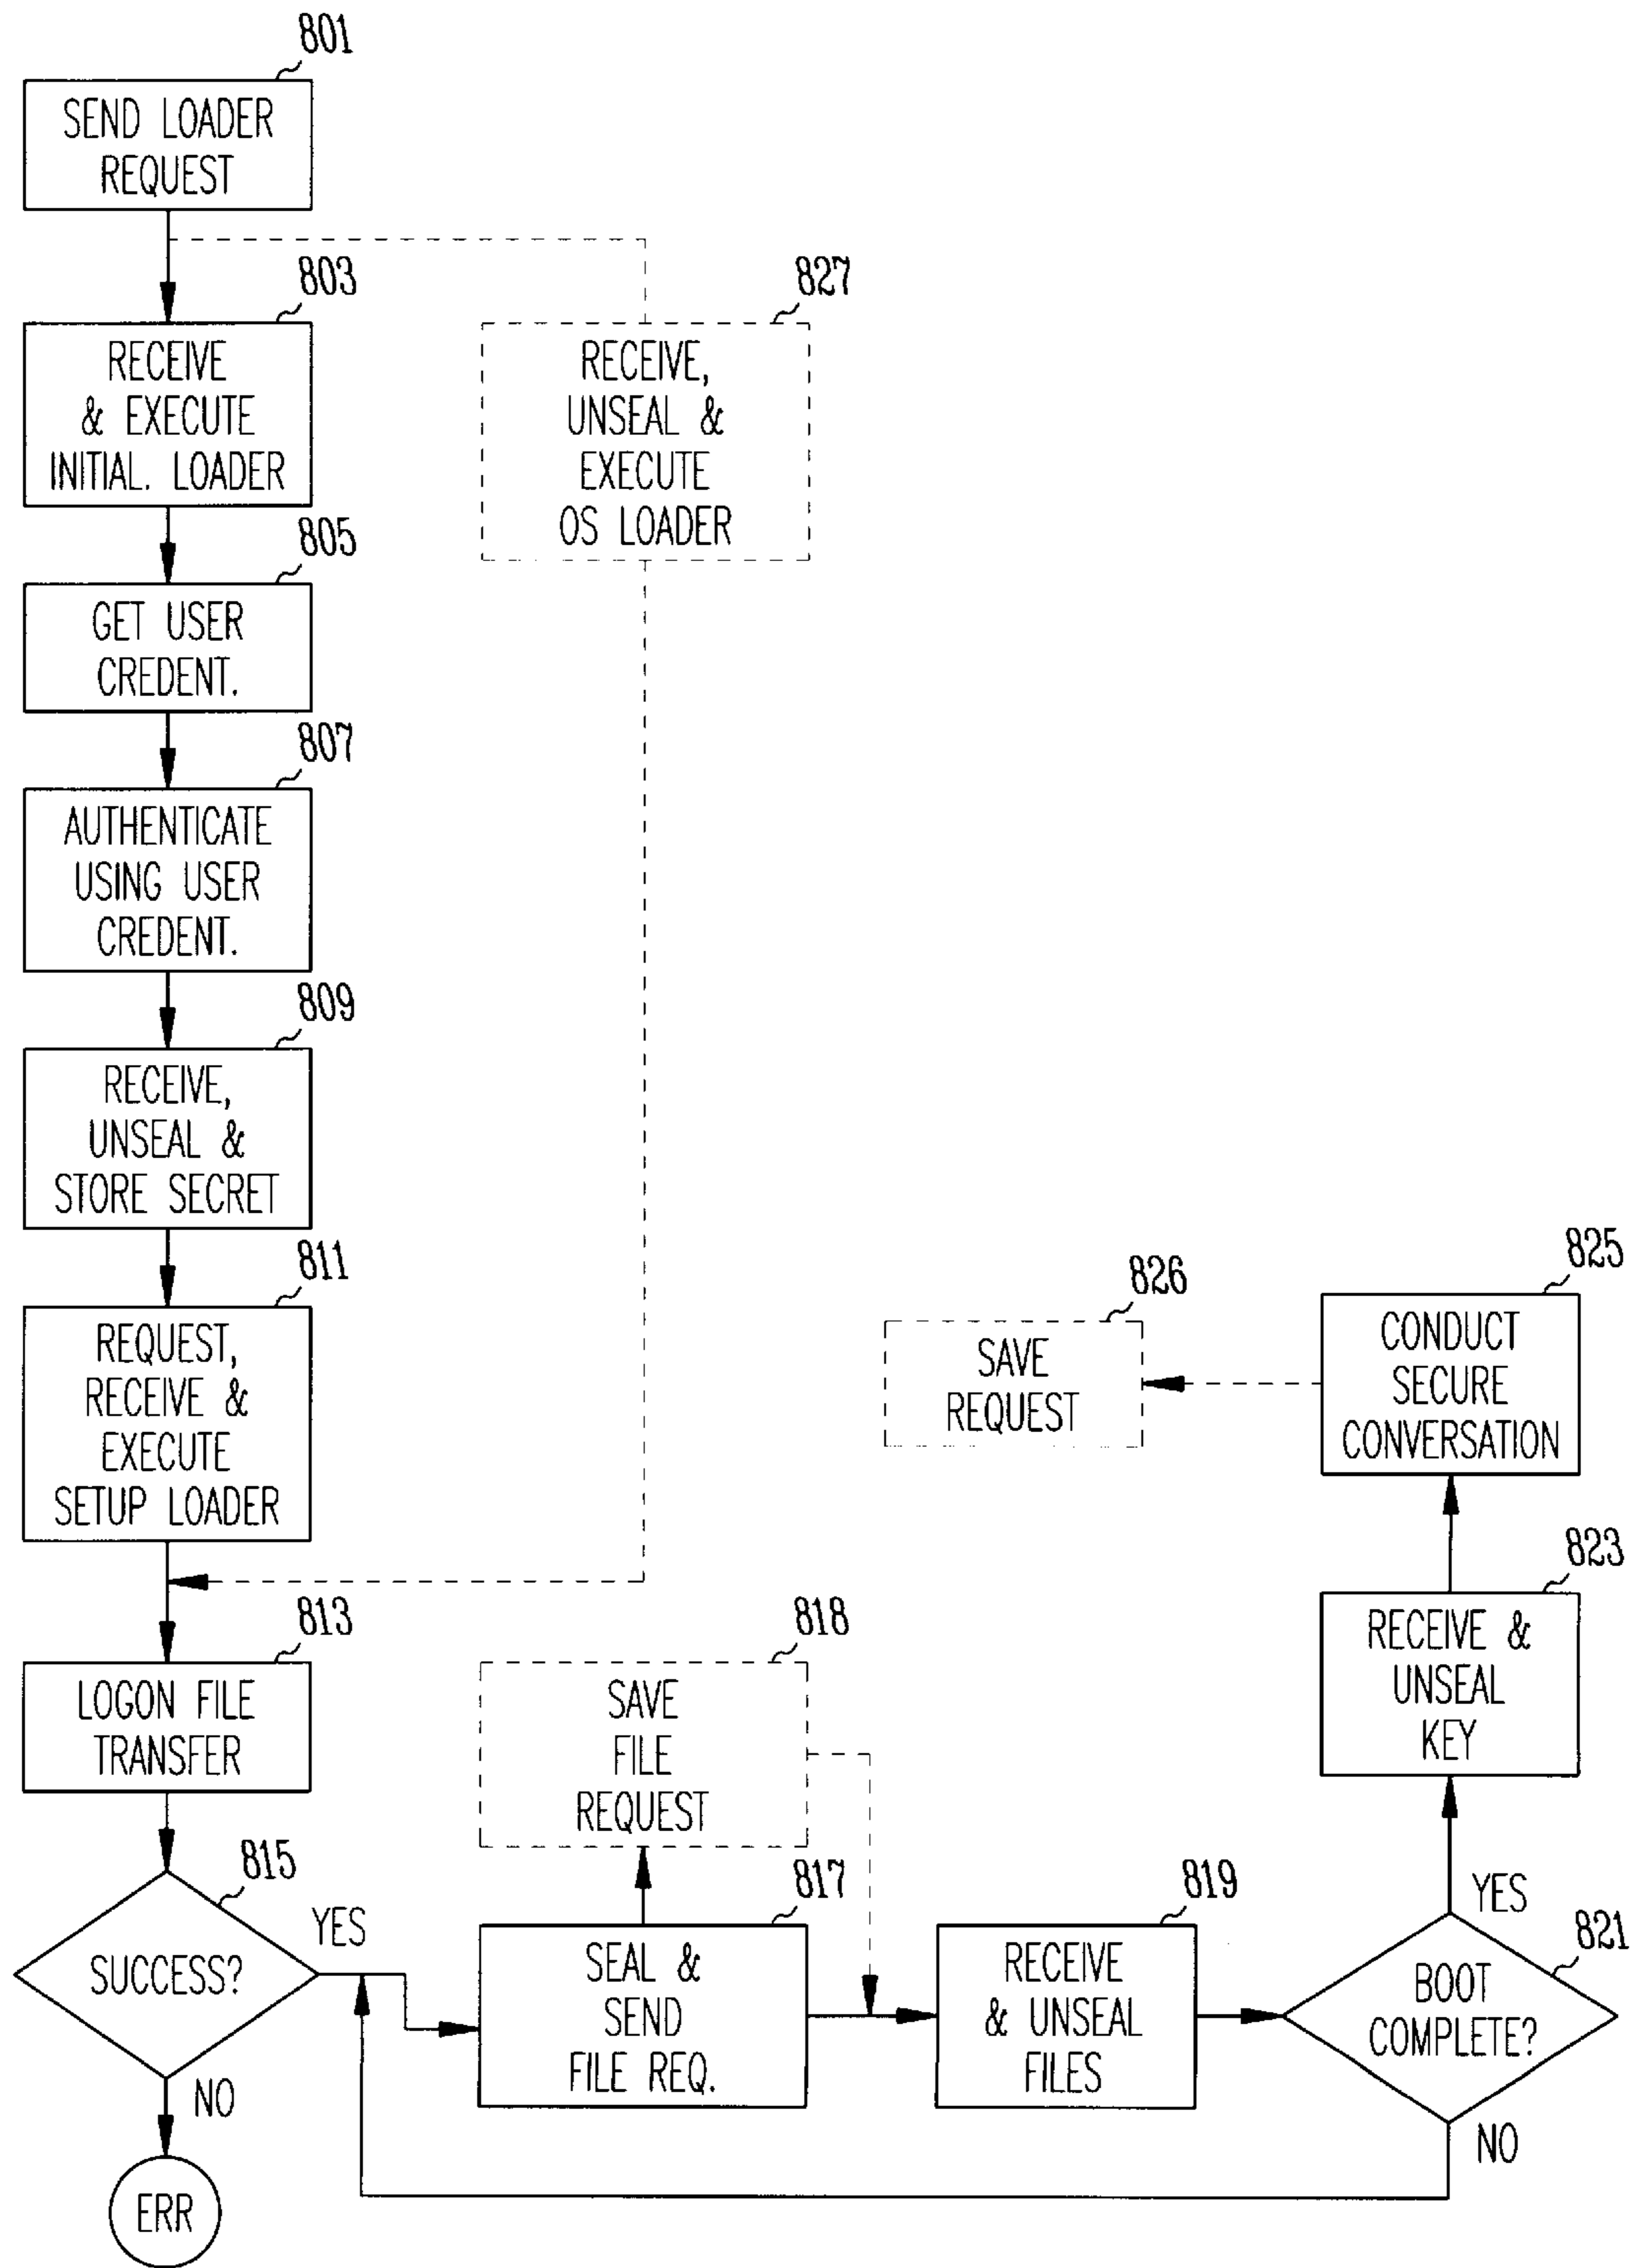 801
SEND LOADER
REQUEST
803
RECEIVE
& EXECUTE
INITIAL. LOADER
827
RECEIVE,
UNSEAL &
EXECUTE
OS LOADER
805
GET USER
CREDENT.
807
AUTHENTICATE
USING USER
CREDENT.
809
RECEIVE,
UNSEAL &
STORE SECRET
811
REQUEST,
RECEIVE &
EXECUTE
SETUP LOADER
826
SAVE
REQUEST
825
CONDUCT
SECURE
CONVERSATION
823
RECEIVE &
UNSEAL
KEY
813
LOGON FILE
TRANSFER
818
SAVE
FILE
REQUEST
815
SUCCESS?
YES
NO
ERR
817
SEAL &
SEND
FILE REQ.
819
RECEIVE
& UNSEAL
FILES
821
BOOT
COMPLETE?
YES
NO